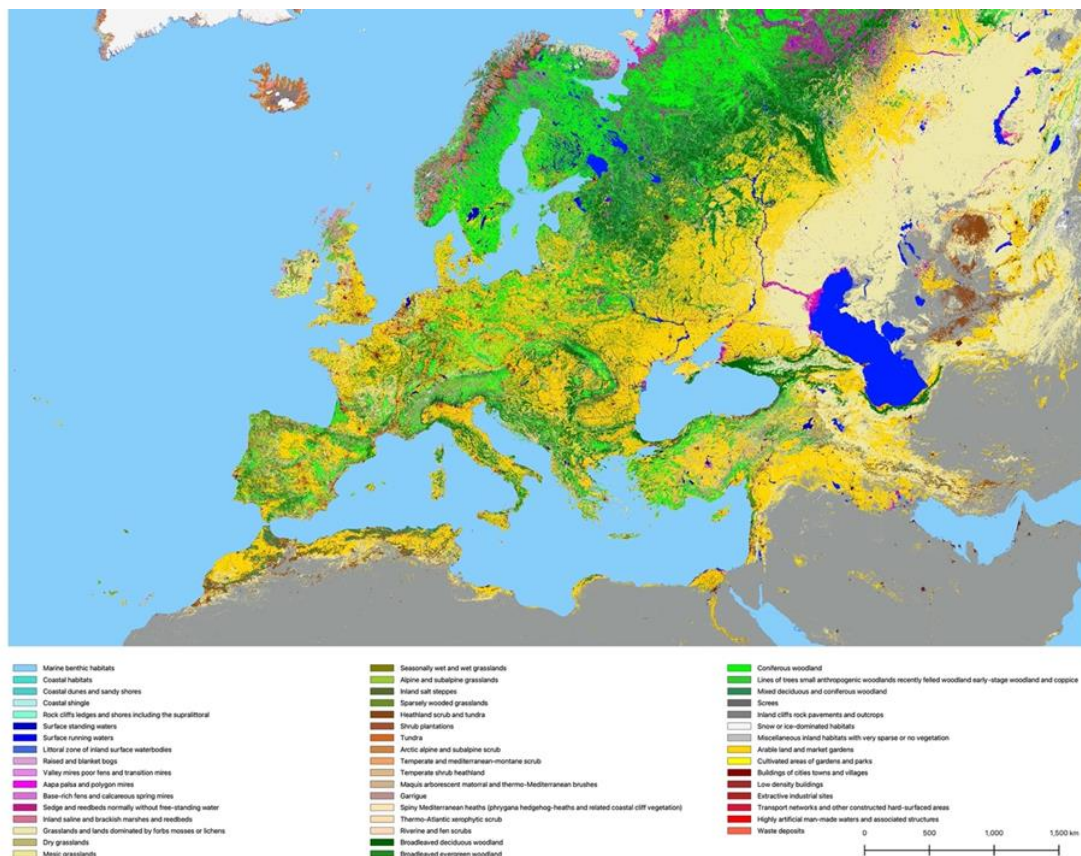 Marine benthic habitats
Coastal habitats
Coastal dunes and sandy shores
Coastal shingle
Rock cliffs ledges and shores including the supralittoral
Surface standing waters
Surface running waters
Littoral zone of inland surface waterbodies
Raised and blanket bogs
Valley mires poor fens and transition mires
Aapa palsa and polygon mires
Base-rich fens and calcareous spring mires
Sedge and reedbeds normally without free-standing water
Inland saline and brackish marshes and reedbeds
Grasslands and lands dominated by forbs mosses or lichens
Dry grasslands
Mesic grasslands
Seasonally wet and wet grasslands
Alpine and subalpine grasslands
Inland salt steppes
Sparsely wooded grasslands
Heathland scrub and tundra
Shrub plantations
Tundra
Arctic alpine and subalpine scrub
Temperate and mediterranean-montane scrub
Temperate shrub heathland
Maquis arborescent matorral and thermo-Mediterranean brushes
Garrigue
Spiny Mediterranean heaths (phrygana hedgehog-heaths and related coastal cliff vegetation)
Thermo-Atlantic xerophytic scrub
Riverine and fen scrubs
Broadleaved deciduous woodland
Broadleaved evergreen woodland
Coniferous woodland
Lines of trees small anthropogenic woodlands recently felled woodland early-stage woodland and coppice
Mixed deciduous and coniferous woodland
Screes
Inland cliffs rock pavements and outcrops
Snow or ice-dominated habitats
Miscellaneous inland habitats with very sparse or no vegetation
Arable land and market gardens
Cultivated areas of gardens and parks
Buildings of cities towns and villages
Low density buildings
Extractive industrial sites
Transport networks and other constructed hard-surfaced areas
Highly artificial man-made waters and associated structures
Waste deposits
0 500 1,000 1,500 km